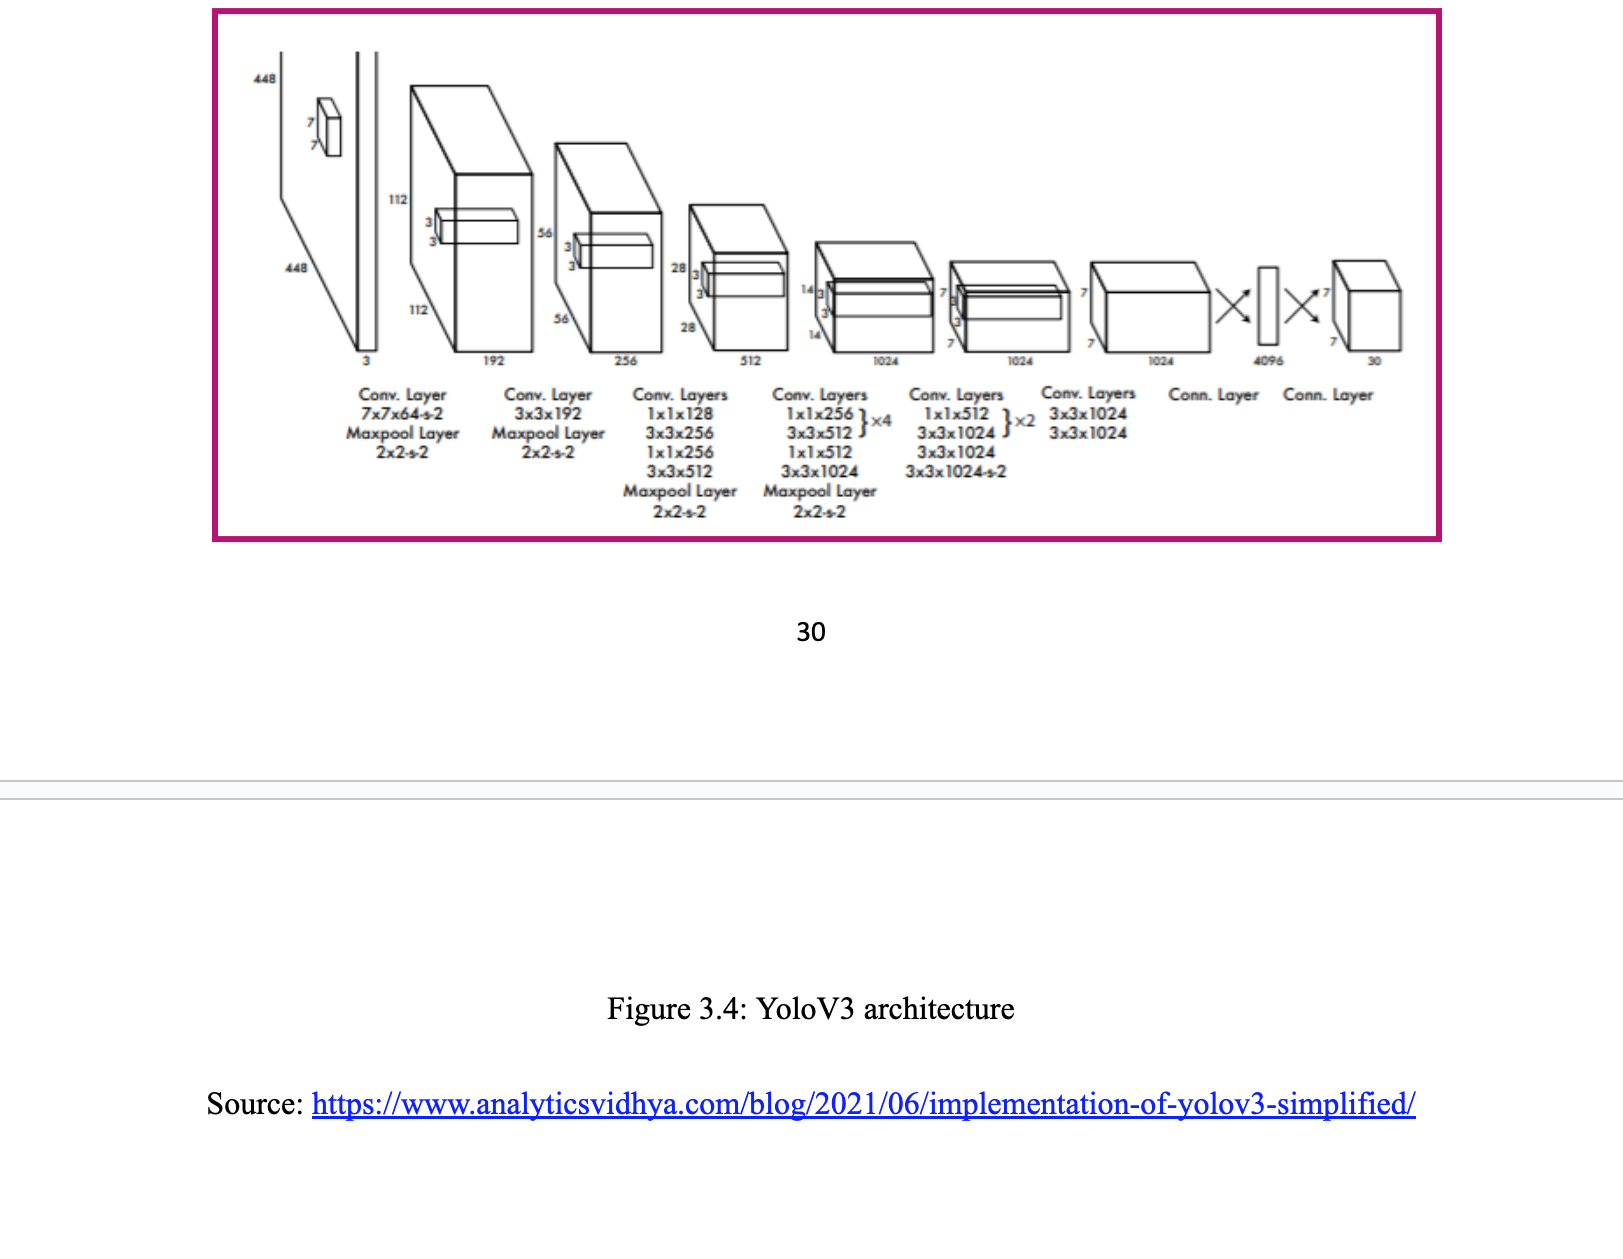 448
7
7
448
3
112
3
3
112
192
56
3
3
56
256
28
3
3
28
512
14
3
3
14
1024
7
3
3
7
1024
7
7
1024
4096
7
7
30
Conv. Layer
7x7x64-s-2
Maxpool Layer
2x2-s-2
Conv. Layer
3x3x192
Maxpool Layer
2x2-s-2
Conv. Layers
1x1x128
3x3x256
1x1x256
3x3x512
Maxpool Layer
2x2-s-2
Conv. Layers
1x1x256
3x3x512
} x4
1x1x512
3x3x1024
Maxpool Layer
2x2-s-2
Conv. Layers
1x1x512
3x3x1024
} x2
3x3x1024
3x3x1024-s-2
Conv. Layers
3x3x1024
3x3x1024
Conn. Layer
Conn. Layer
30
Figure 3.4: YoloV3 architecture
Source: https://www.analyticsvidhya.com/blog/2021/06/implementation-of-yolov3-simplified/